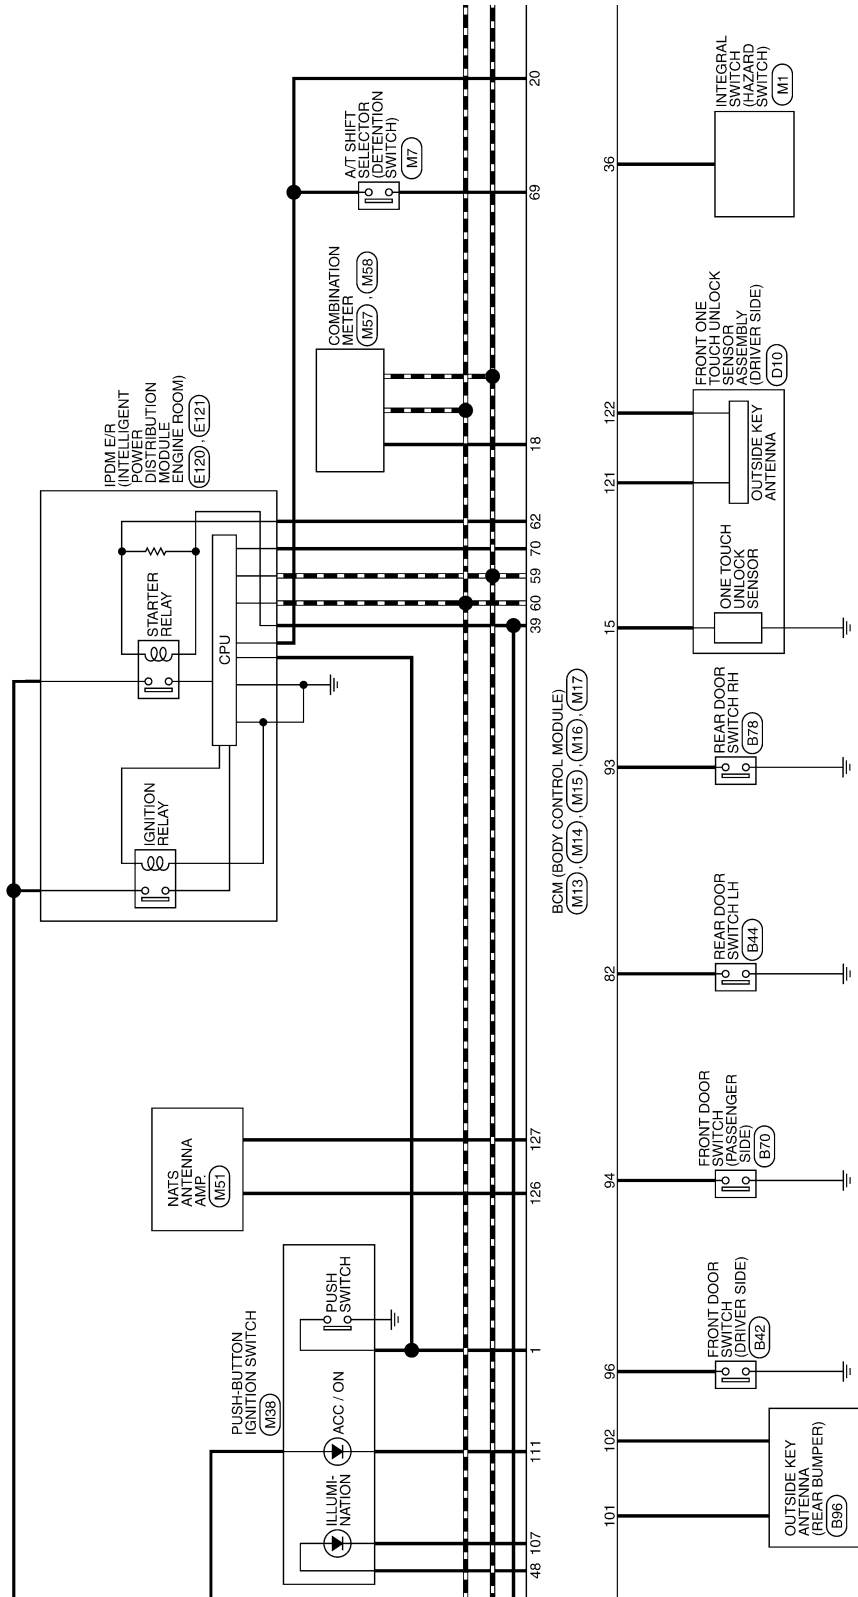 20
A/T SHIFT
SELECTOR
(DETENTION
SWITCH)
M7
69
COMBINATION
METER
M57 , M58
18
IPDM E/R
(INTELLIGENT
POWER
DISTRIBUTION
MODULE
ENGINE ROOM)
E120 , E121
STARTER
RELAY
CPU
IGNITION
RELAY
62
70
59
60
39
NATS
ANTENNA
AMP.
M51
127
126
PUSH-BUTTON
IGNITION SWITCH
M38
PUSH
SWITCH
ACC / ON
ILLUMI-
NATION
1
111
107
48
BCM (BODY CONTROL MODULE)
M13 , M14 , M15 , M16 , M17
36
INTEGRAL
SWITCH
(HAZARD
SWITCH)
M1
FRONT ONE
TOUCH UNLOCK
SENSOR
ASSEMBLY
(DRIVER SIDE)
D10
122
121
OUTSIDE KEY
ANTENNA
15
ONE TOUCH
UNLOCK
SENSOR
93
REAR DOOR
SWITCH RH
B78
82
REAR DOOR
SWITCH LH
B44
94
FRONT DOOR
SWITCH
(PASSENGER
SIDE)
B70
96
FRONT DOOR
SWITCH
(DRIVER SIDE)
B42
102
101
OUTSIDE KEY
ANTENNA
(REAR BUMPER)
B96